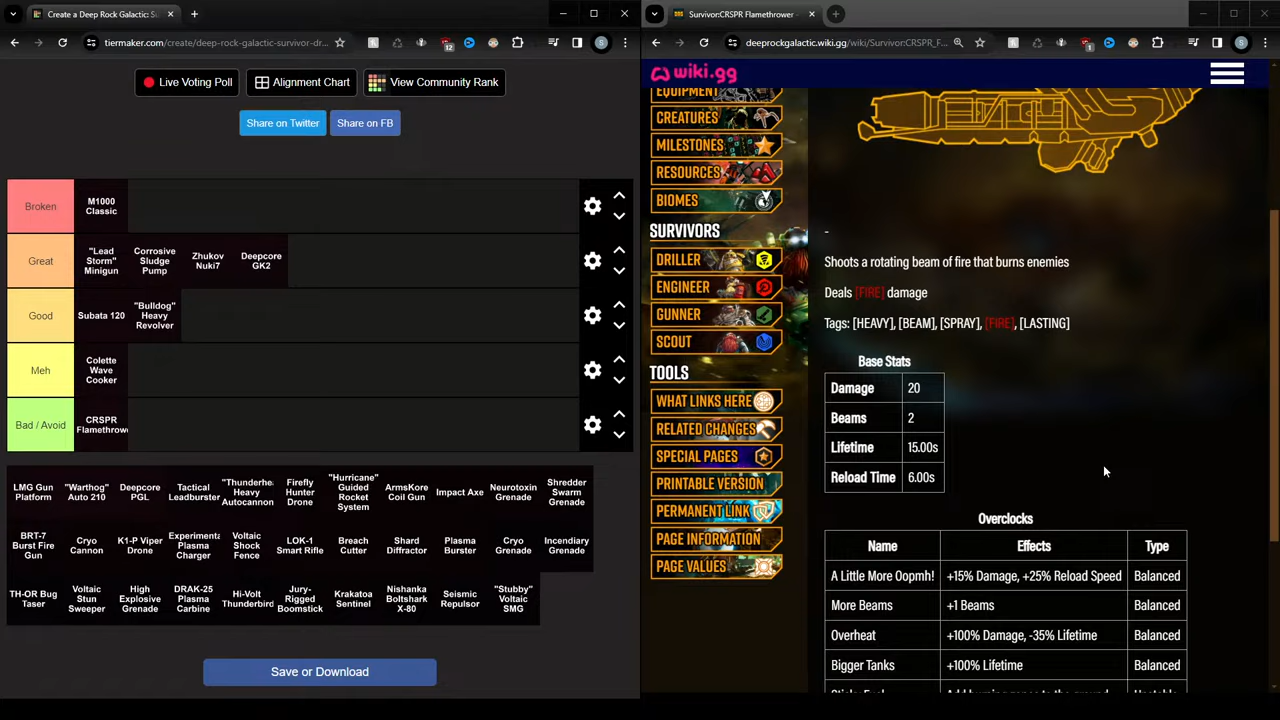 Create a Deep Rock Galactic: Su
Survivor:CRSPR Flamethrower -
tiermaker.com/create/deep-rock-galactic-survivor-dr...
12
S
deeprockgalactic.wiki.gg/wiki/Survivor:CRSPR_F...
1
S
Live Voting Poll
Alignment Chart
View Community Rank
Share on Twitter
Share on FB
Broken
M1000
Classic
Great
"Lead
Storm"
Minigun
Corrosive
Sludge
Pump
Zhukov
Nuki7
Deepcore
GK2
Good
Subata 120
"Bulldog"
Heavy
Revolver
Meh
Colette
Wave
Cooker
Bad / Avoid
CRSPR
Flamethrowe
LMG Gun
Platform
"Warthog"
Auto 210
Deepcore
PGL
Tactical
Leadburster
"Thunderhea
Heavy
Autocannon
Firefly
Hunter
Drone
"Hurricane"
Guided
Rocket
System
ArmsKore
Coil Gun
Impact Axe
Neurotoxin
Grenade
Shredder
Swarm
Grenade
BRT-7
Burst Fire
Gun
Cryo
Cannon
K1-P Viper
Drone
Experimenta
Plasma
Charger
Voltaic
Shock
Fence
LOK-1
Smart Rifle
Breach
Cutter
Shard
Diffractor
Plasma
Burster
Cryo
Grenade
Incendiary
Grenade
TH-OR Bug
Taser
Voltaic
Stun
Sweeper
High
Explosive
Grenade
DRAK-25
Plasma
Carbine
Hi-Volt
Thunderbird
Jury-
Rigged
Boomstick
Krakatoa
Sentinel
Nishanka
Boltshark
X-80
Seismic
Repulsor
"Stubby"
Voltaic
SMG
Save or Download
wiki.gg
EQUIPMENT
CREATURES
MILESTONES
RESOURCES
BIOMES
SURVIVORS
DRILLER
ENGINEER
GUNNER
SCOUT
TOOLS
WHAT LINKS HERE
RELATED CHANGES
SPECIAL PAGES
PRINTABLE VERSION
PERMANENT LINK
PAGE INFORMATION
PAGE VALUES
-
Shoots a rotating beam of fire that burns enemies
Deals [FIRE] damage
Tags: [HEAVY], [BEAM], [SPRAY], [FIRE], [LASTING]
Base Stats
Damage 20
Beams 2
Lifetime 15.00s
Reload Time 6.00s
Overclocks
Name Effects Type
A Little More Oopmh! +15% Damage, +25% Reload Speed Balanced
More Beams +1 Beams Balanced
Overheat +100% Damage, -35% Lifetime Balanced
Bigger Tanks +100% Lifetime Balanced